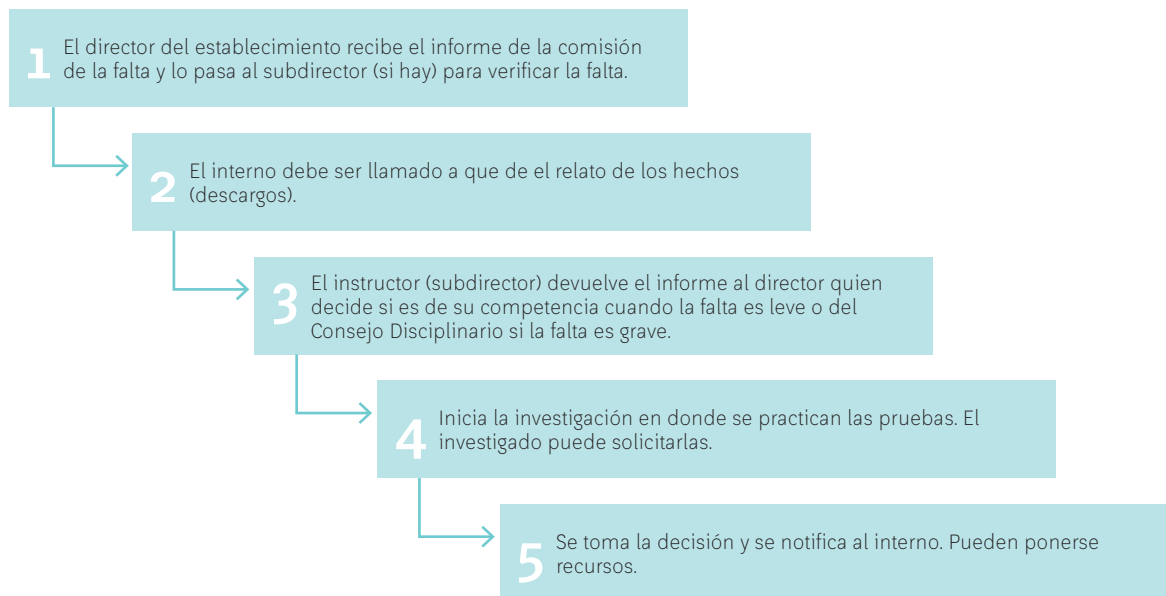 1 El director del establecimiento recibe el informe de la comisión
de la falta y lo pasa al subdirector (si hay) para verificar la falta.
2 El interno debe ser llamado a que de el relato de los hechos
(descargos).
3 El instructor (subdirector) devuelve el informe al director quien
decide si es de su competencia cuando la falta es leve o del
Consejo Disciplinario si la falta es grave.
4 Inicia la investigación en donde se practican las pruebas. El
investigado puede solicitarlas.
5 Se toma la decisión y se notifica al interno. Pueden ponerse
recursos.